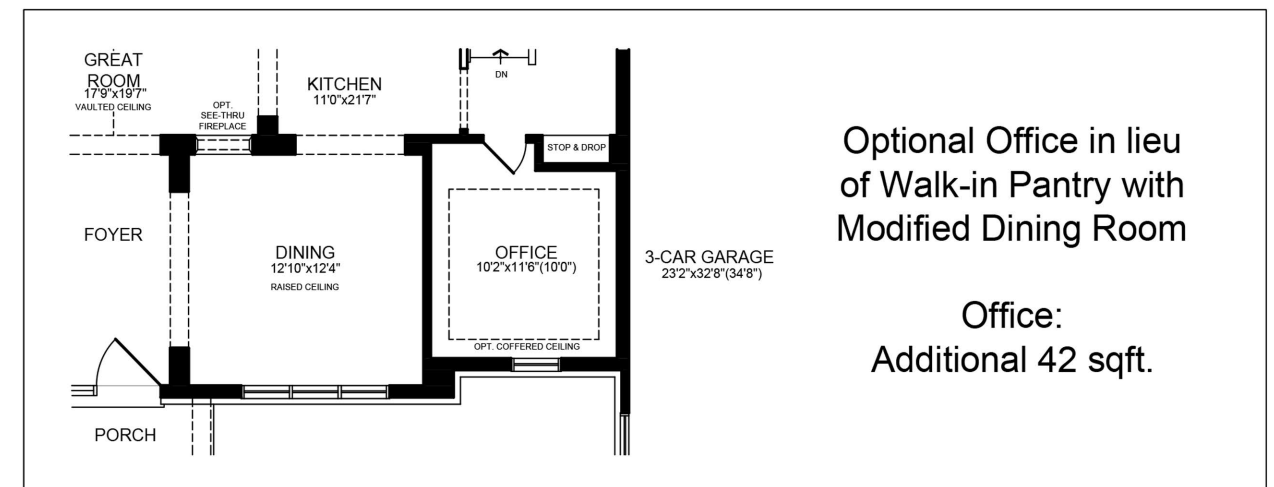 GREAT
ROOM
17'9"x19'7"
VAULTED CEILING
OPT.
SEE-THRU
FIREPLACE
KITCHEN
11'0"x21'7"
DN
STOP & DROP
FOYER
DINING
12'10"x12'4"
RAISED CEILING
OFFICE
10'2"x11'6"(10'0")
OPT. COFFERED CEILING
3-CAR GARAGE
23'2"x32'8"(34'8")
PORCH
Optional Office in lieu
of Walk-in Pantry with
Modified Dining Room
Office:
Additional 42 sqft.